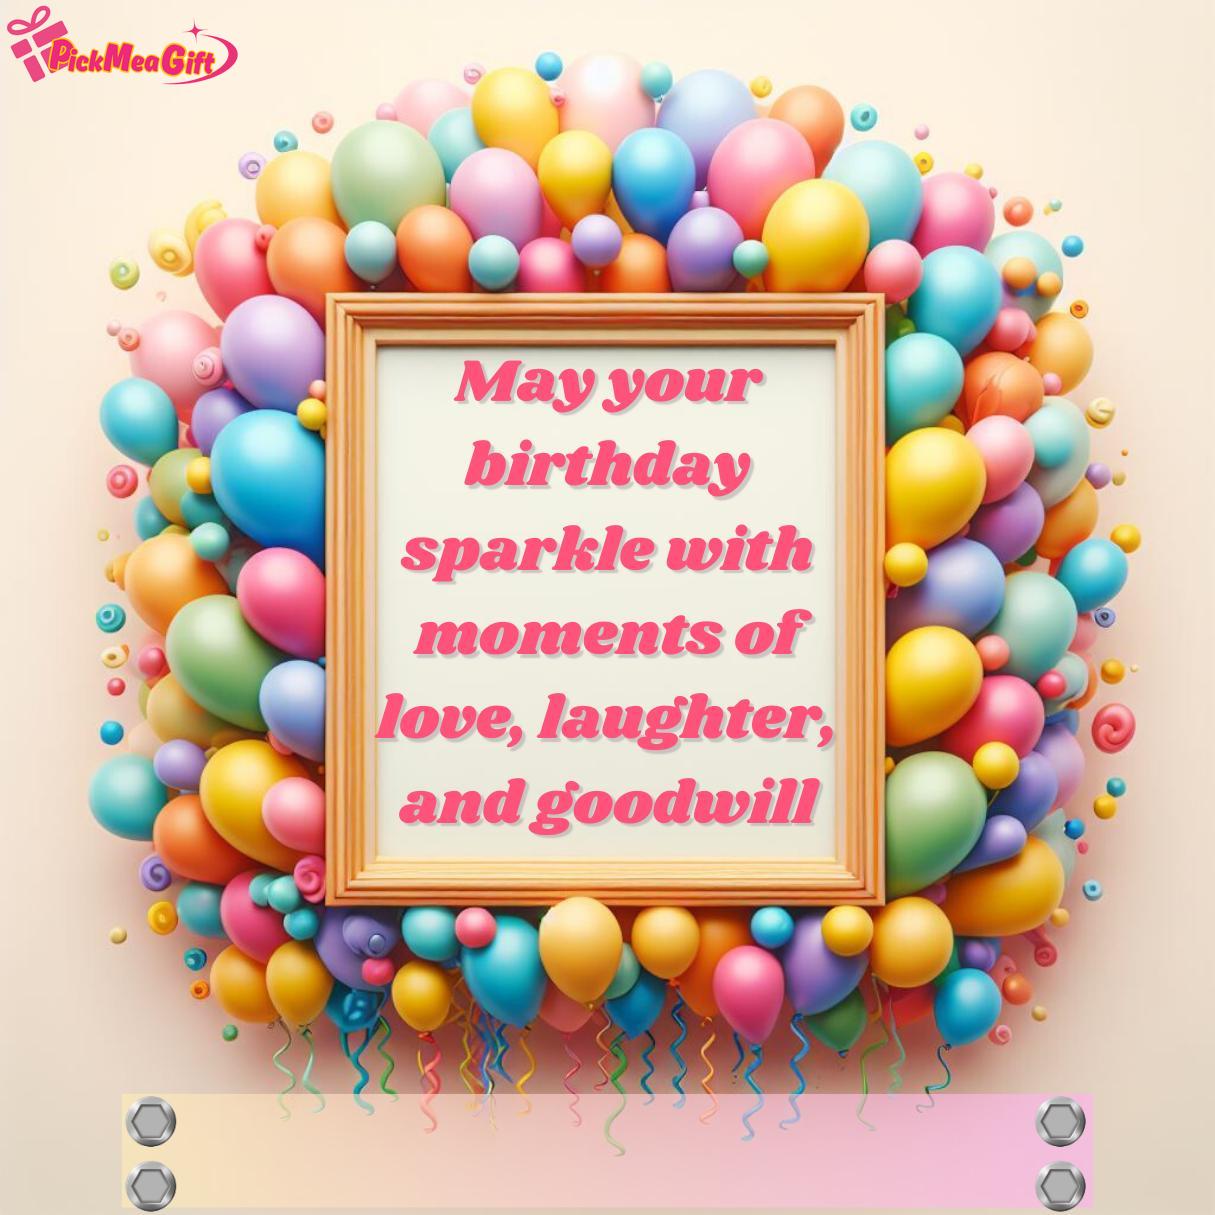 PickMeaGift
May your
birthday
sparkle with
moments of
love, laughter,
and goodwill